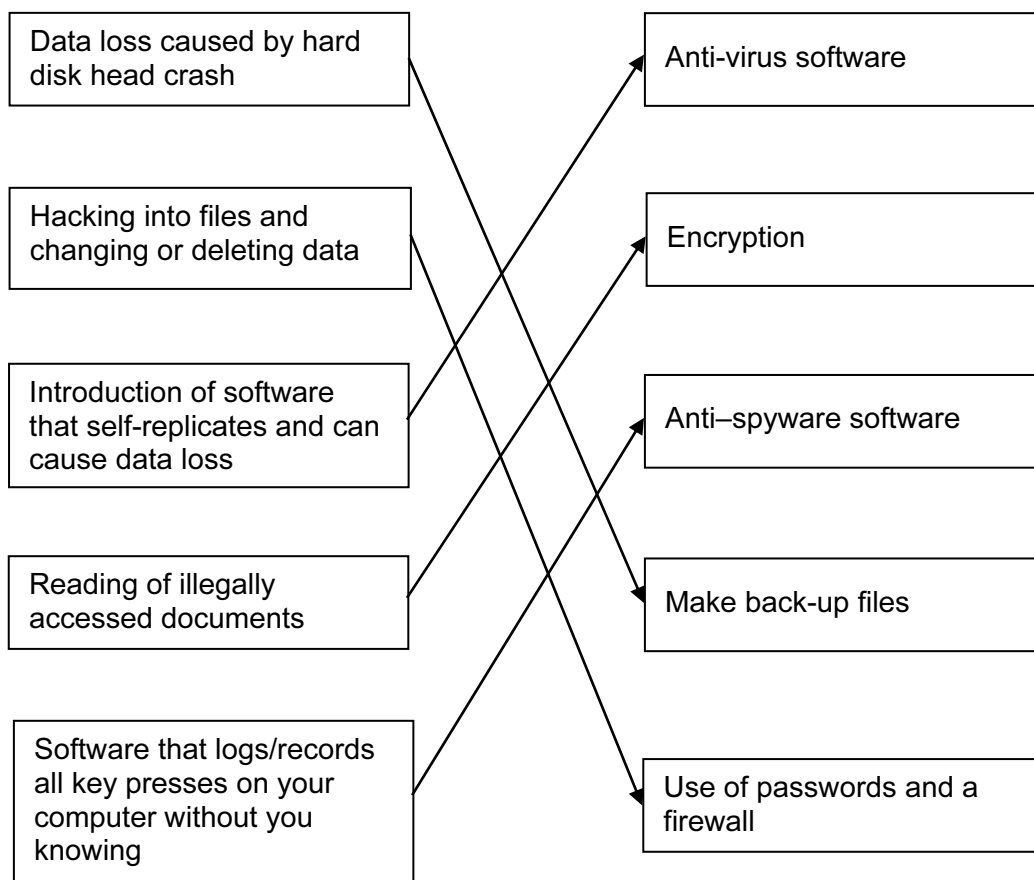 Data loss caused by hard
disk head crash
Anti-virus software
Hacking into files and
changing or deleting data
Encryption
Introduction of software
that self-replicates and can
cause data loss
Anti–spyware software
Reading of illegally
accessed documents
Make back-up files
Software that logs/records
all key presses on your
computer without you
knowing
Use of passwords and a
firewall